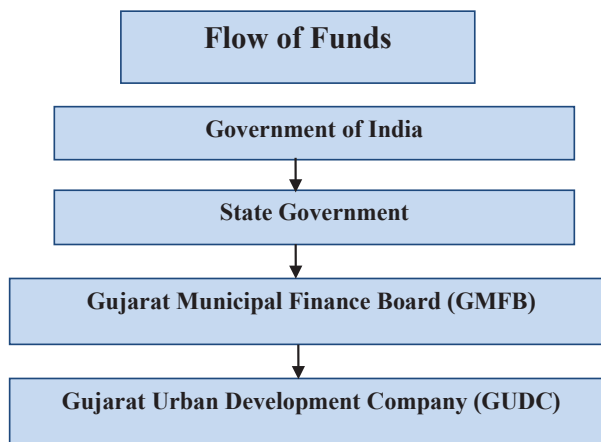 Flow of Funds
Government of India
State Government
Gujarat Municipal Finance Board (GMFB)
Gujarat Urban Development Company (GUDC)